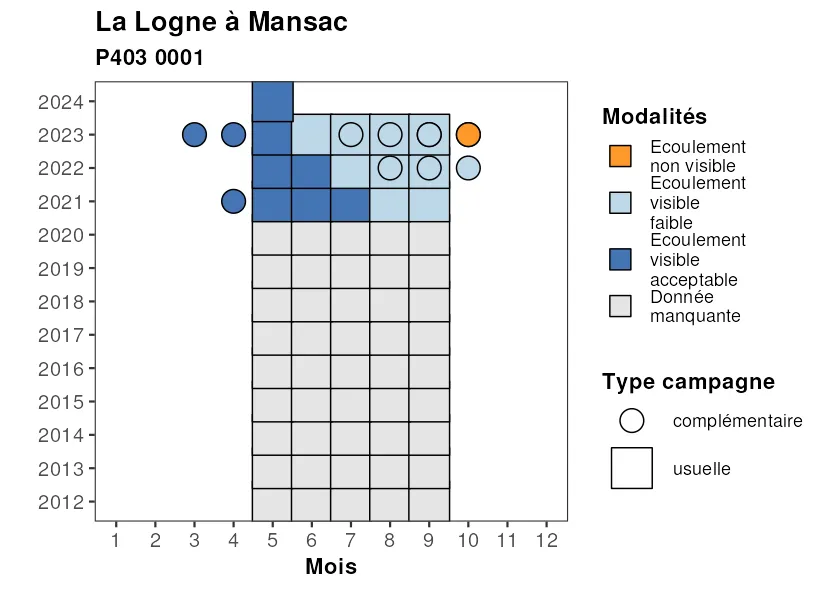 La Logne à Mansac
P403 0001
2024
2023
2022
2021
2020
2019
2018
2017
2016
2015
2014
2013
2012
1 2 3 4 5 6 7 8 9 10 11 12
Mois
Modalités
Ecoulement
non visible
Ecoulement
visible
faible
Ecoulement
visible
acceptable
Donnée
manquante
Type campagne
complémentaire
usuelle